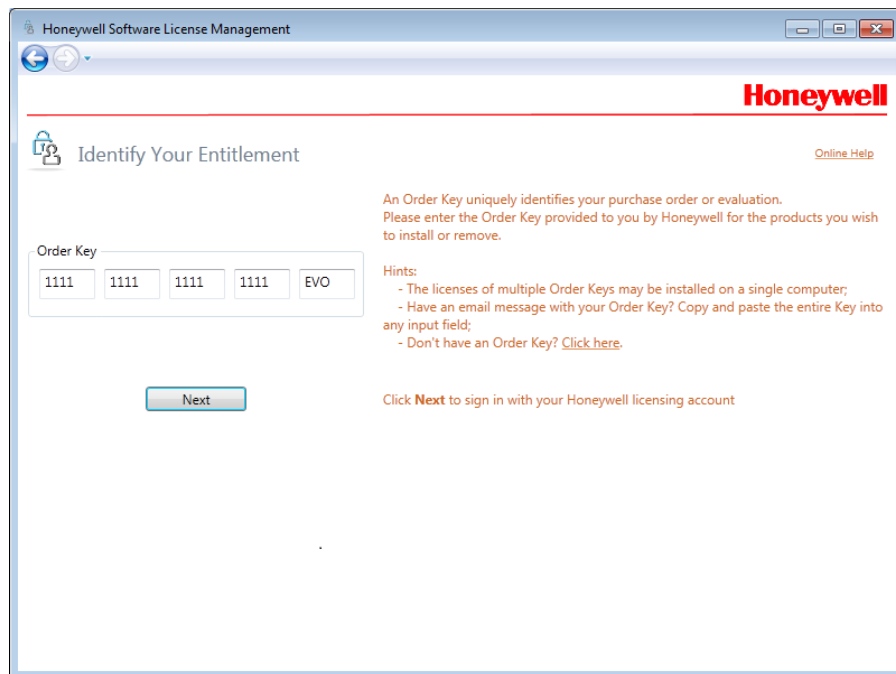 Honeywell Software License Management
Honeywell
Identify Your Entitlement
Online Help
An Order Key uniquely identifies your purchase order or evaluation.
Please enter the Order Key provided to you by Honeywell for the products you wish
to install or remove.
Order Key
1111 1111 1111 1111 EVO
Hints:
- The licenses of multiple Order Keys may be installed on a single computer;
- Have an email message with your Order Key? Copy and paste the entire Key into
any input field;
- Don't have an Order Key? Click here.
Next
Click Next to sign in with your Honeywell licensing account